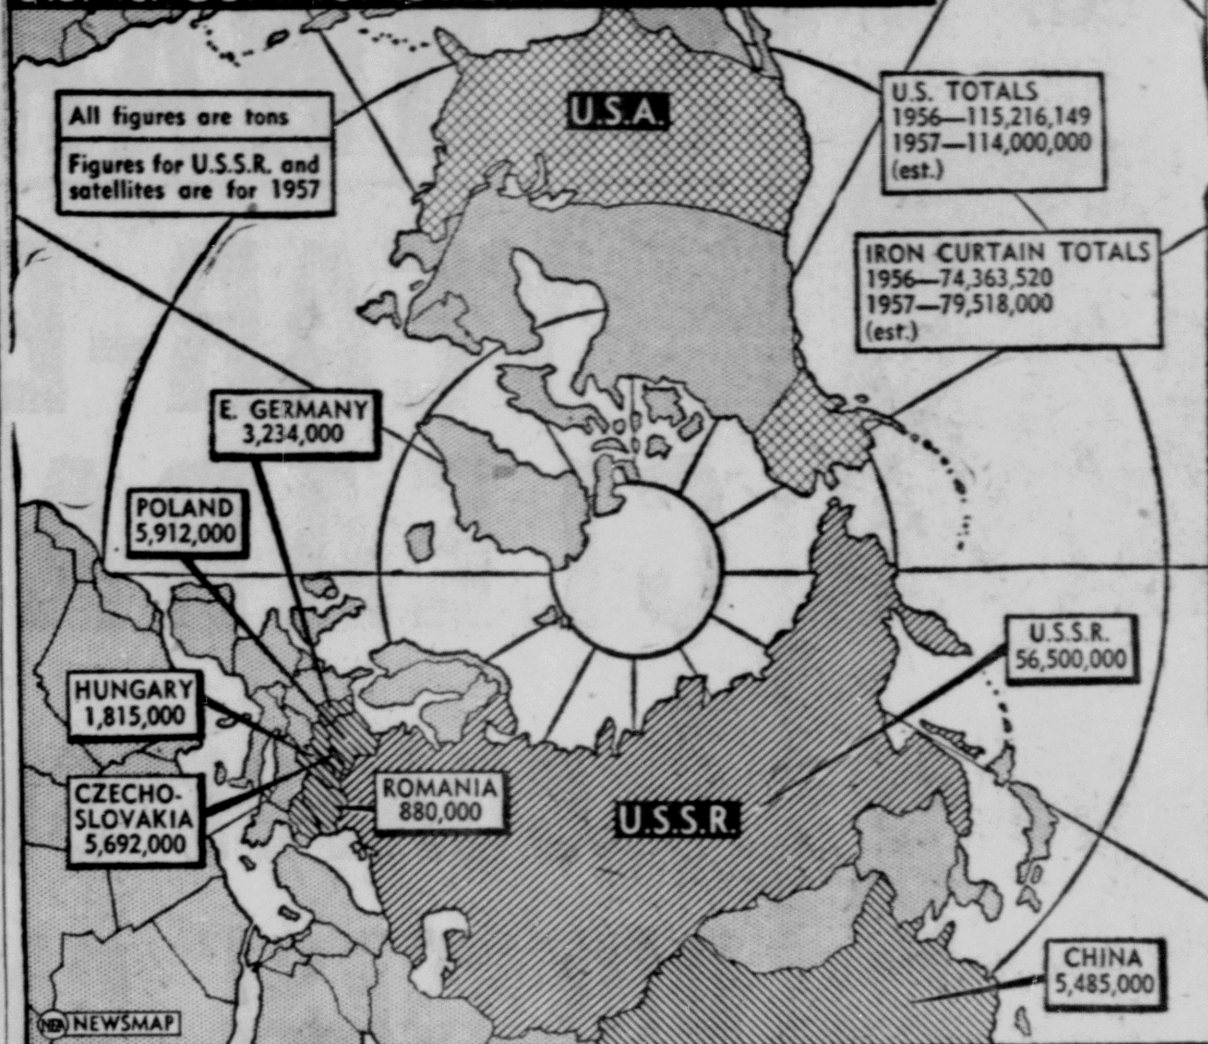 U.S.A.
All figures are tons
Figures for U.S.S.R. and
satellites are for 1957
U.S. TOTALS
1956—115,216,149
1957—114,000,000
(est.)
IRON CURTAIN TOTALS
1956—74,363,520
1957—79,518,000
(est.)
E. GERMANY
3,234,000
POLAND
5,912,000
U.S.S.R.
56,500,000
HUNGARY
1,815,000
CZECHO-
SLOVAKIA
5,692,000
ROMANIA
880,000
U.S.S.R.
CHINA
5,485,000
NEA NEWSMAP